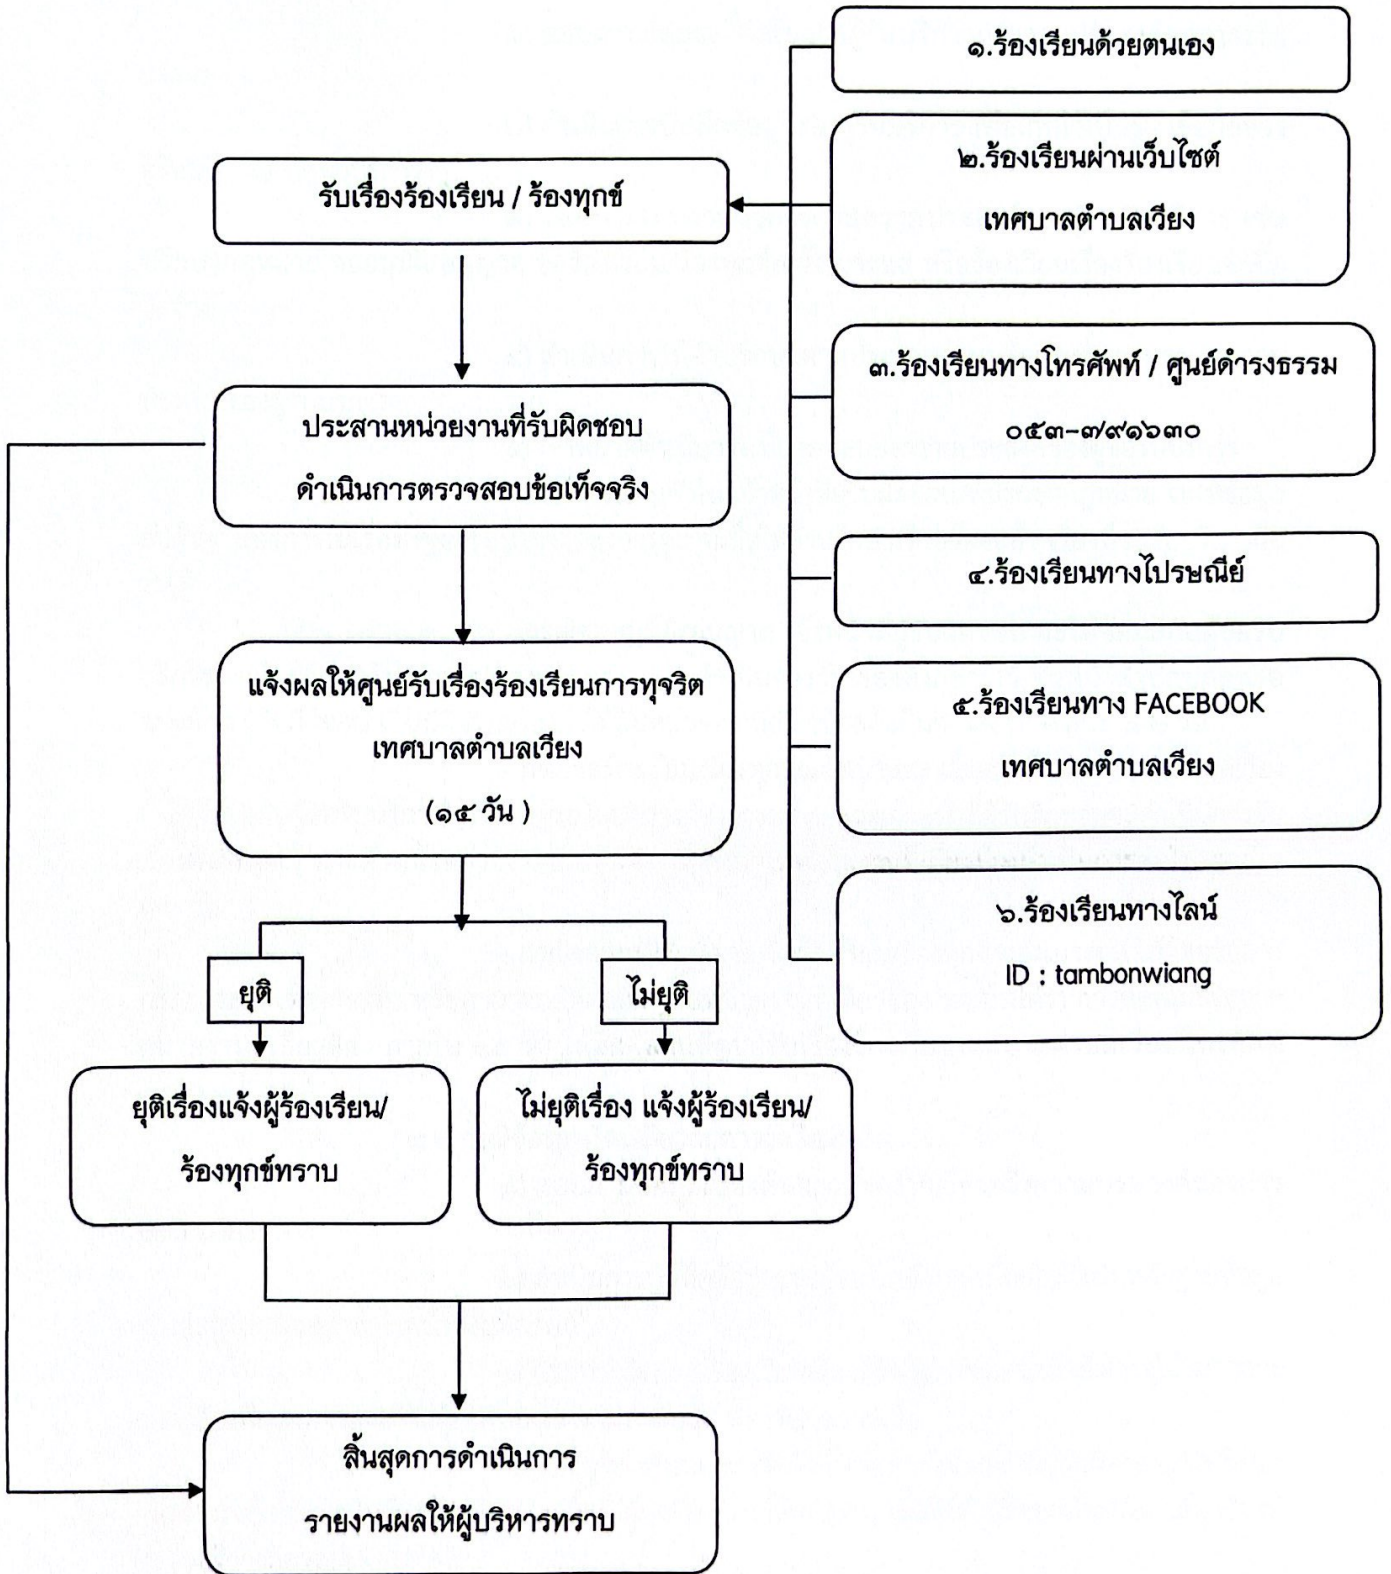 ๑.ร้องเรียนด้วยตนเอง
๒.ร้องเรียนผ่านเว็บไซต์
เทศบาลตำบลเวียง
รับเรื่องร้องเรียน / ร้องทุกข์
๓.ร้องเรียนทางโทรศัพท์ / ศูนย์ดำรงธรรม
๐๕๓-๓/๙๑๖๓๐
ประสานหน่วยงานที่รับผิดชอบ
ดำเนินการตรวจสอบข้อเท็จจริง
๔.ร้องเรียนทางไปรษณีย์
แจ้งผลให้ศูนย์รับเรื่องร้องเรียนการทุจริต
เทศบาลตำบลเวียง
(๑๕ วัน )
๕.ร้องเรียนทาง FACEBOOK
เทศบาลตำบลเวียง
๖.ร้องเรียนทางไลน์
ID : tambonwiang
ยุติ
ไม่ยุติ
ยุติเรื่องแจ้งผู้ร้องเรียน/
ร้องทุกข์ทราบ
ไม่ยุติเรื่อง แจ้งผู้ร้องเรียน/
ร้องทุกข์ทราบ
สิ้นสุดการดำเนินการ
รายงานผลให้ผู้บริหารทราบ